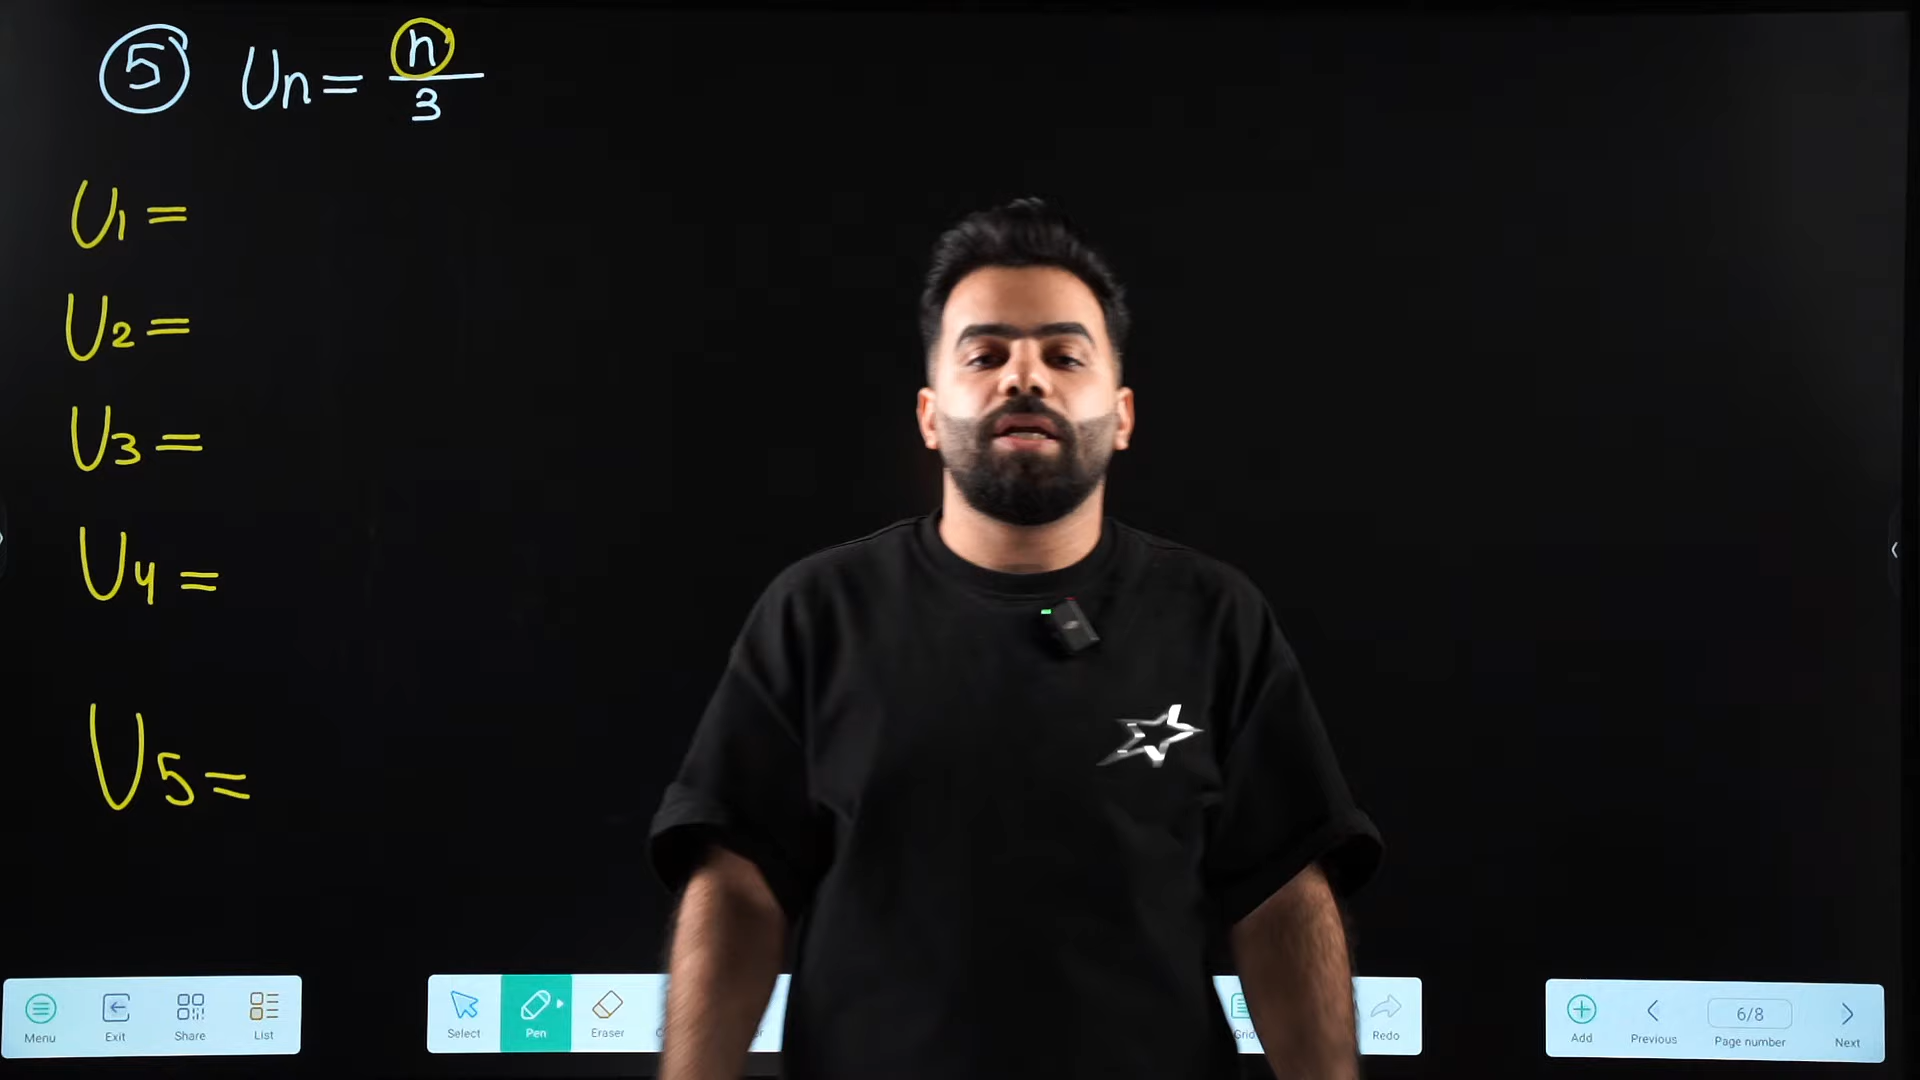 5 Un = n/3
U1 =
U2 =
U3 =
U4 =
U5 =
Menu Exit Share List Select Pen Eraser Grid Redo Add Previous 6/8 Page number Next